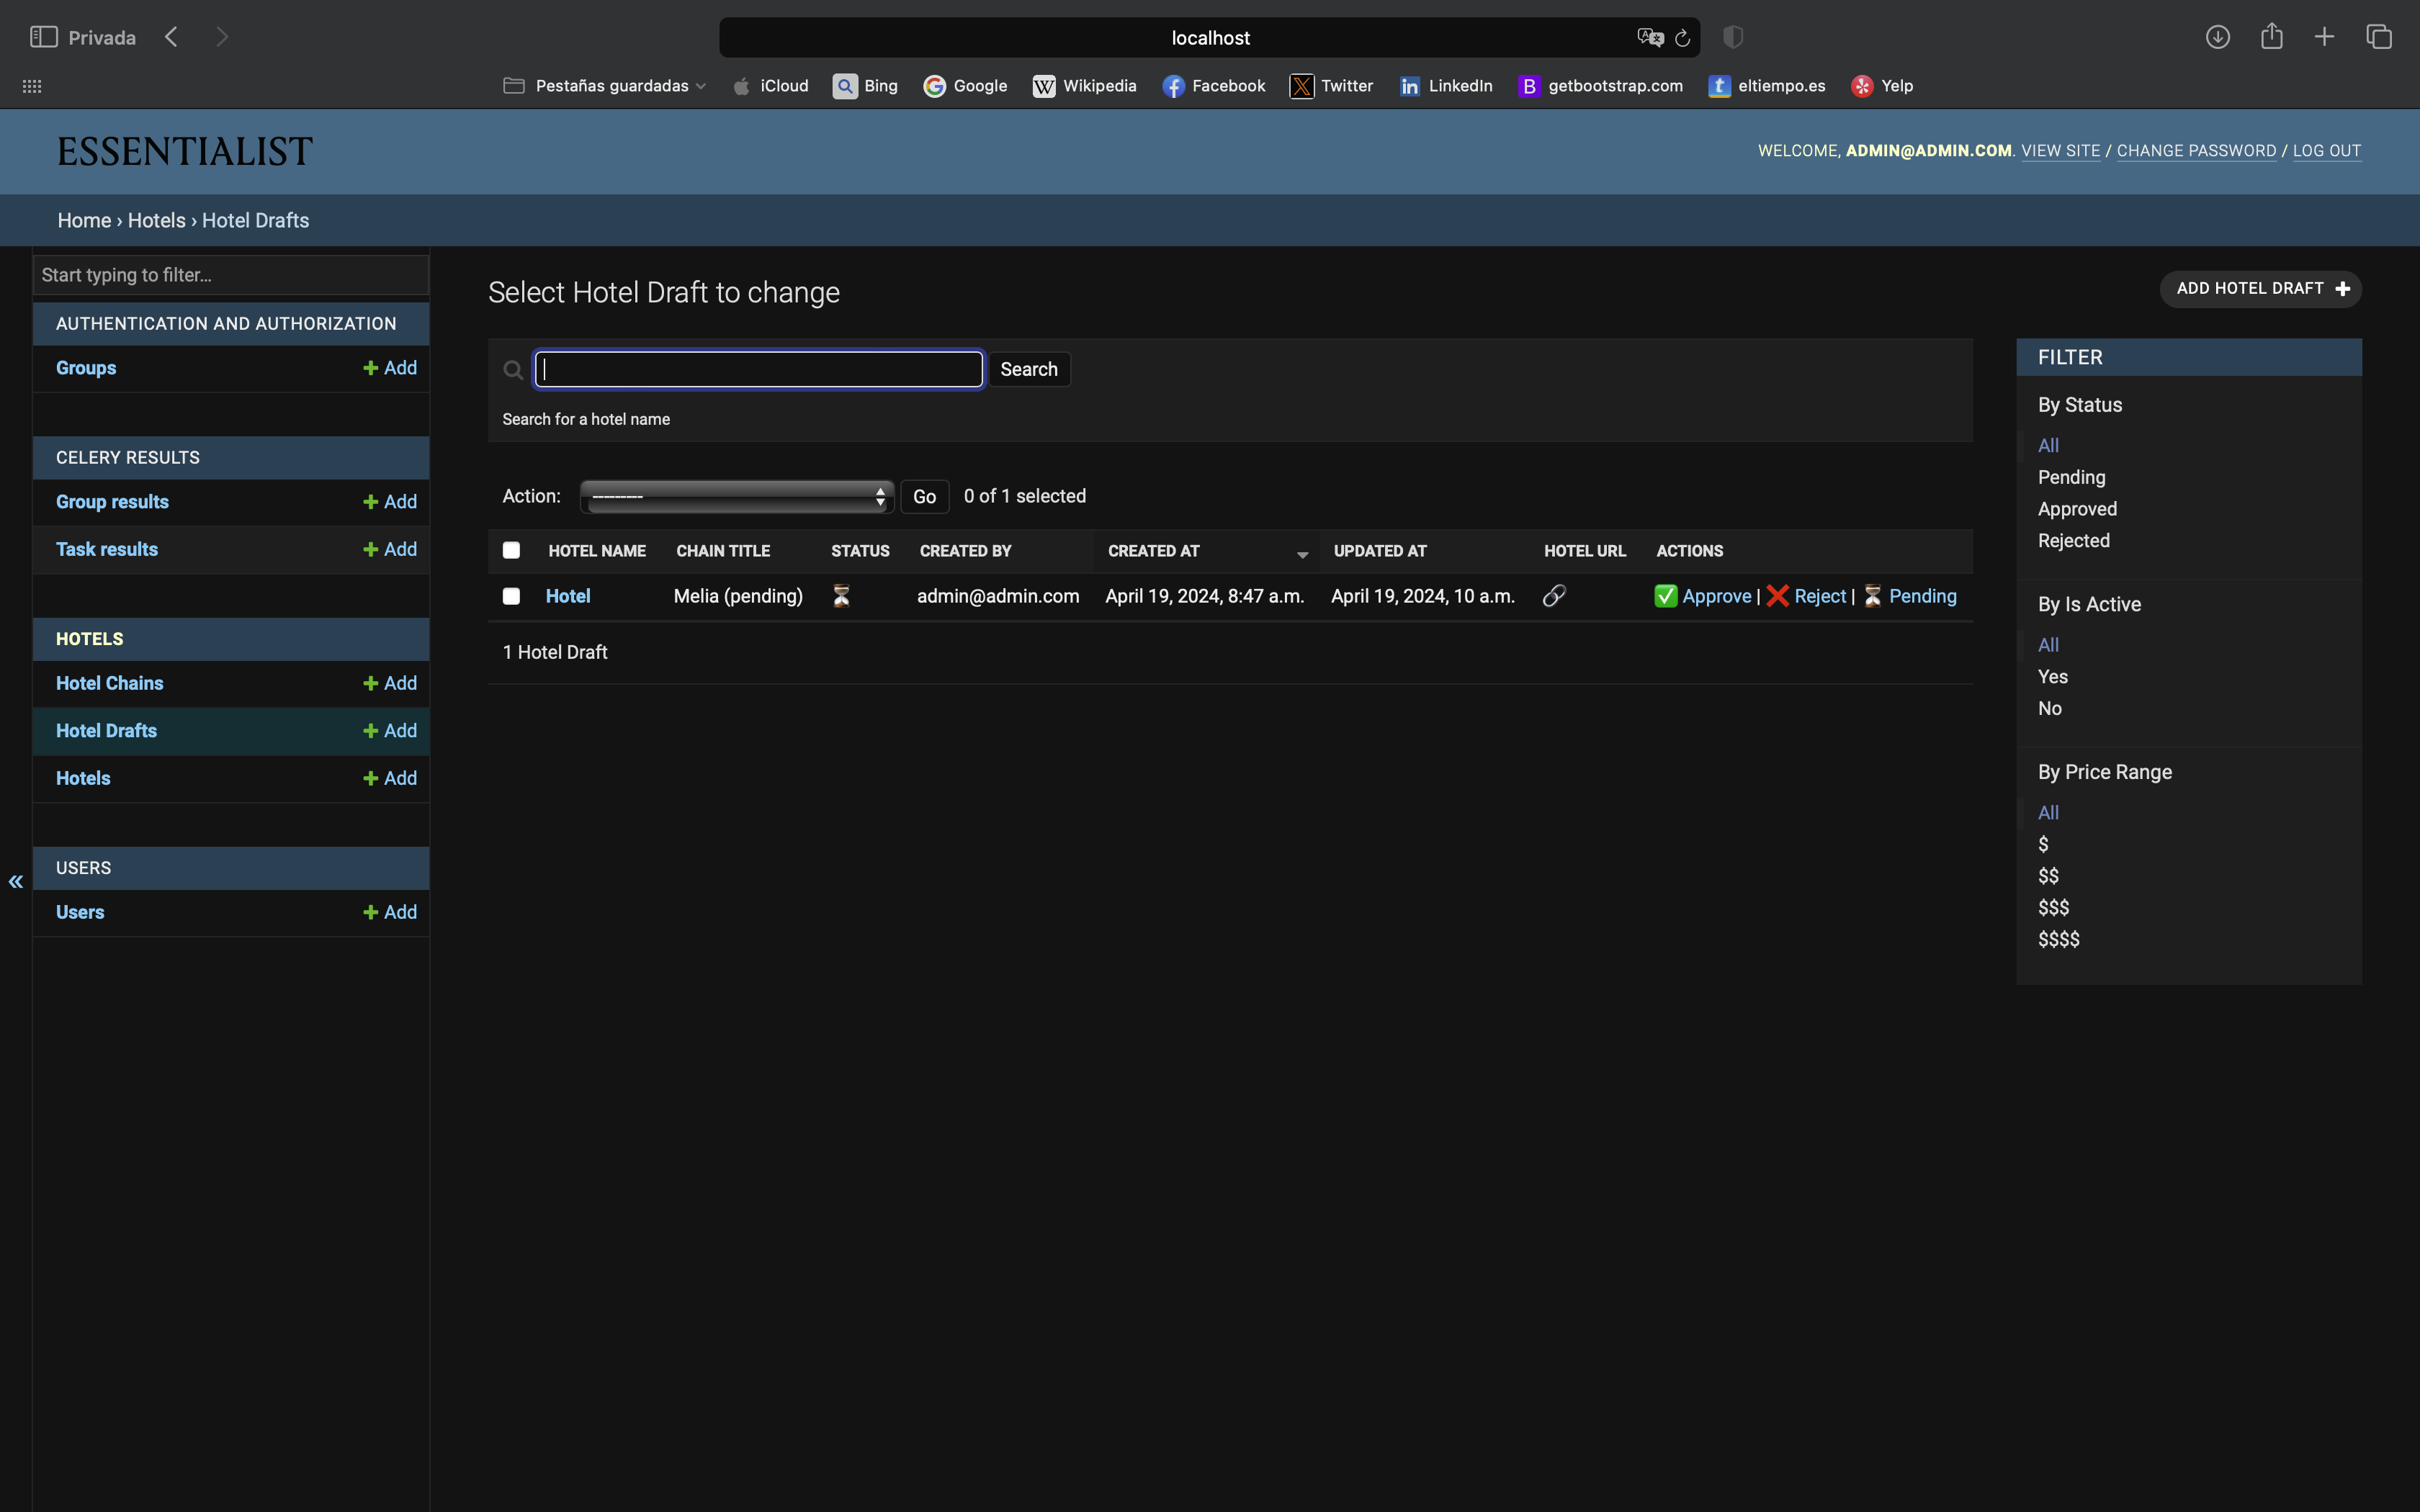 Privada
localhost
Pestañas guardadas iCloud Bing Google Wikipedia Facebook Twitter LinkedIn getbootstrap.com eltiempo.es Yelp
ESSENTIALIST
WELCOME, ADMIN@ADMIN.COM. VIEW SITE / CHANGE PASSWORD / LOG OUT
Home › Hotels › Hotel Drafts
Start typing to filter...
AUTHENTICATION AND AUTHORIZATION
Groups Add
CELERY RESULTS
Group results Add
Task results Add
HOTELS
Hotel Chains Add
Hotel Drafts Add
Hotels Add
USERS
Users Add
«
Select Hotel Draft to change
ADD HOTEL DRAFT +
Search
Search for a hotel name
Action: --------- Go 0 of 1 selected
HOTEL NAME CHAIN TITLE STATUS CREATED BY CREATED AT UPDATED AT HOTEL URL ACTIONS
Hotel Melia (pending) ⏳ admin@admin.com April 19, 2024, 8:47 a.m. April 19, 2024, 10 a.m. 🔗 ✅ Approve | ❌ Reject | ⏳ Pending
1 Hotel Draft
FILTER
By Status
All
Pending
Approved
Rejected
By Is Active
All
Yes
No
By Price Range
All
$
$$
$$$
$$$$